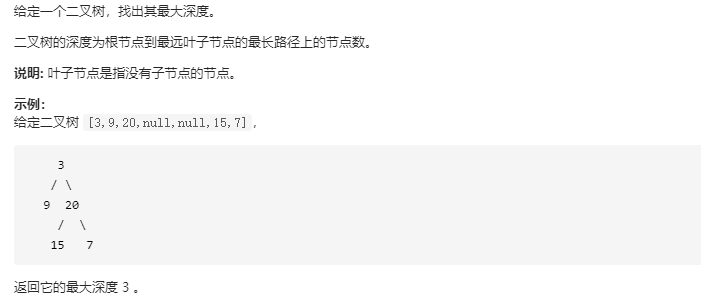 给定一个二叉树，找出其最大深度。
二叉树的深度为根节点到最远叶子节点的最长路径上的节点数。
说明: 叶子节点是指没有子节点的节点。
示例：
给定二叉树 [3,9,20,null,null,15,7]，
3
/ \
9 20
/ \
15 7
返回它的最大深度 3 。